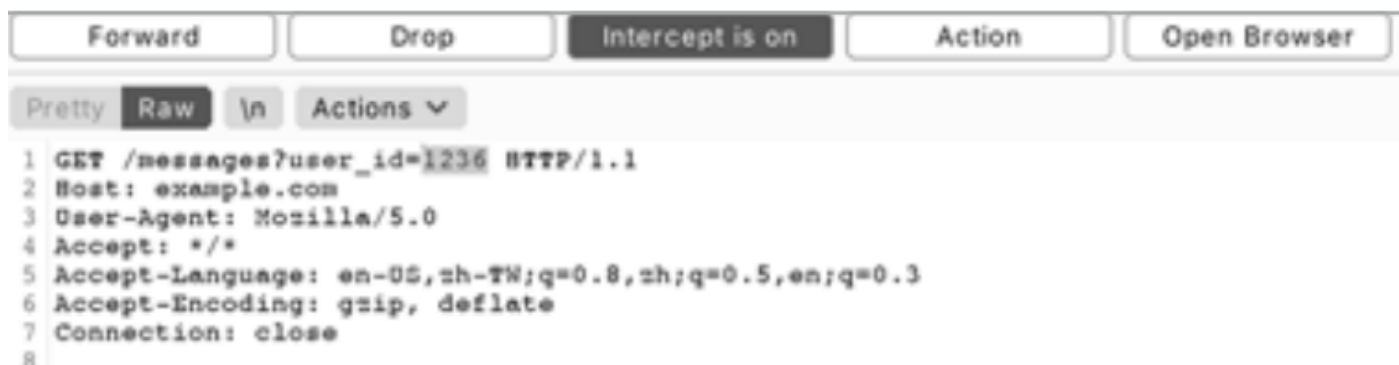 Forward Drop Intercept is on Action Open Browser
Pretty Raw \n Actions
1 GET /messages?user_id=1236 HTTP/1.1
2 Host: example.com
3 User-Agent: Mozilla/5.0
4 Accept: */*
5 Accept-Language: en-US,zh-TW;q=0.8,zh;q=0.5,en;q=0.3
6 Accept-Encoding: gzip, deflate
7 Connection: close
8